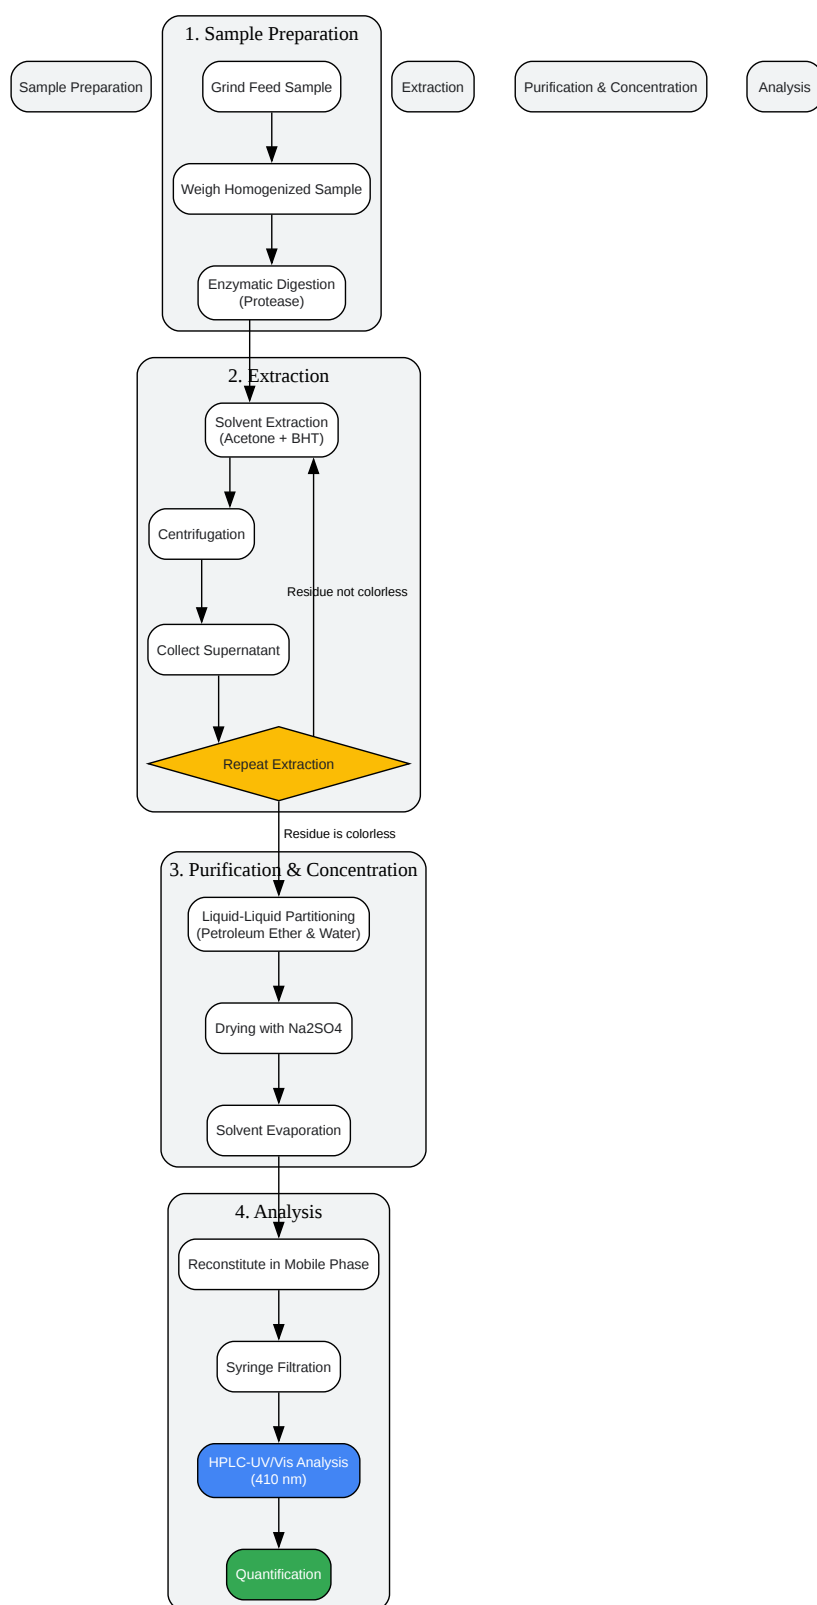 1. Sample Preparation
Sample Preparation
Grind Feed Sample
Extraction
Purification & Concentration
Analysis
Weigh Homogenized Sample
Enzymatic Digestion
(Protease)
2. Extraction
Solvent Extraction
(Acetone + BHT)
Centrifugation
Residue not colorless
Collect Supernatant
Repeat Extraction
Residue is colorless
3. Purification & Concentration
Liquid-Liquid Partitioning
(Petroleum Ether & Water)
Drying with Na2SO4
Solvent Evaporation
4. Analysis
Reconstitute in Mobile Phase
Syringe Filtration
HPLC-UV/Vis Analysis
(410 nm)
Quantification